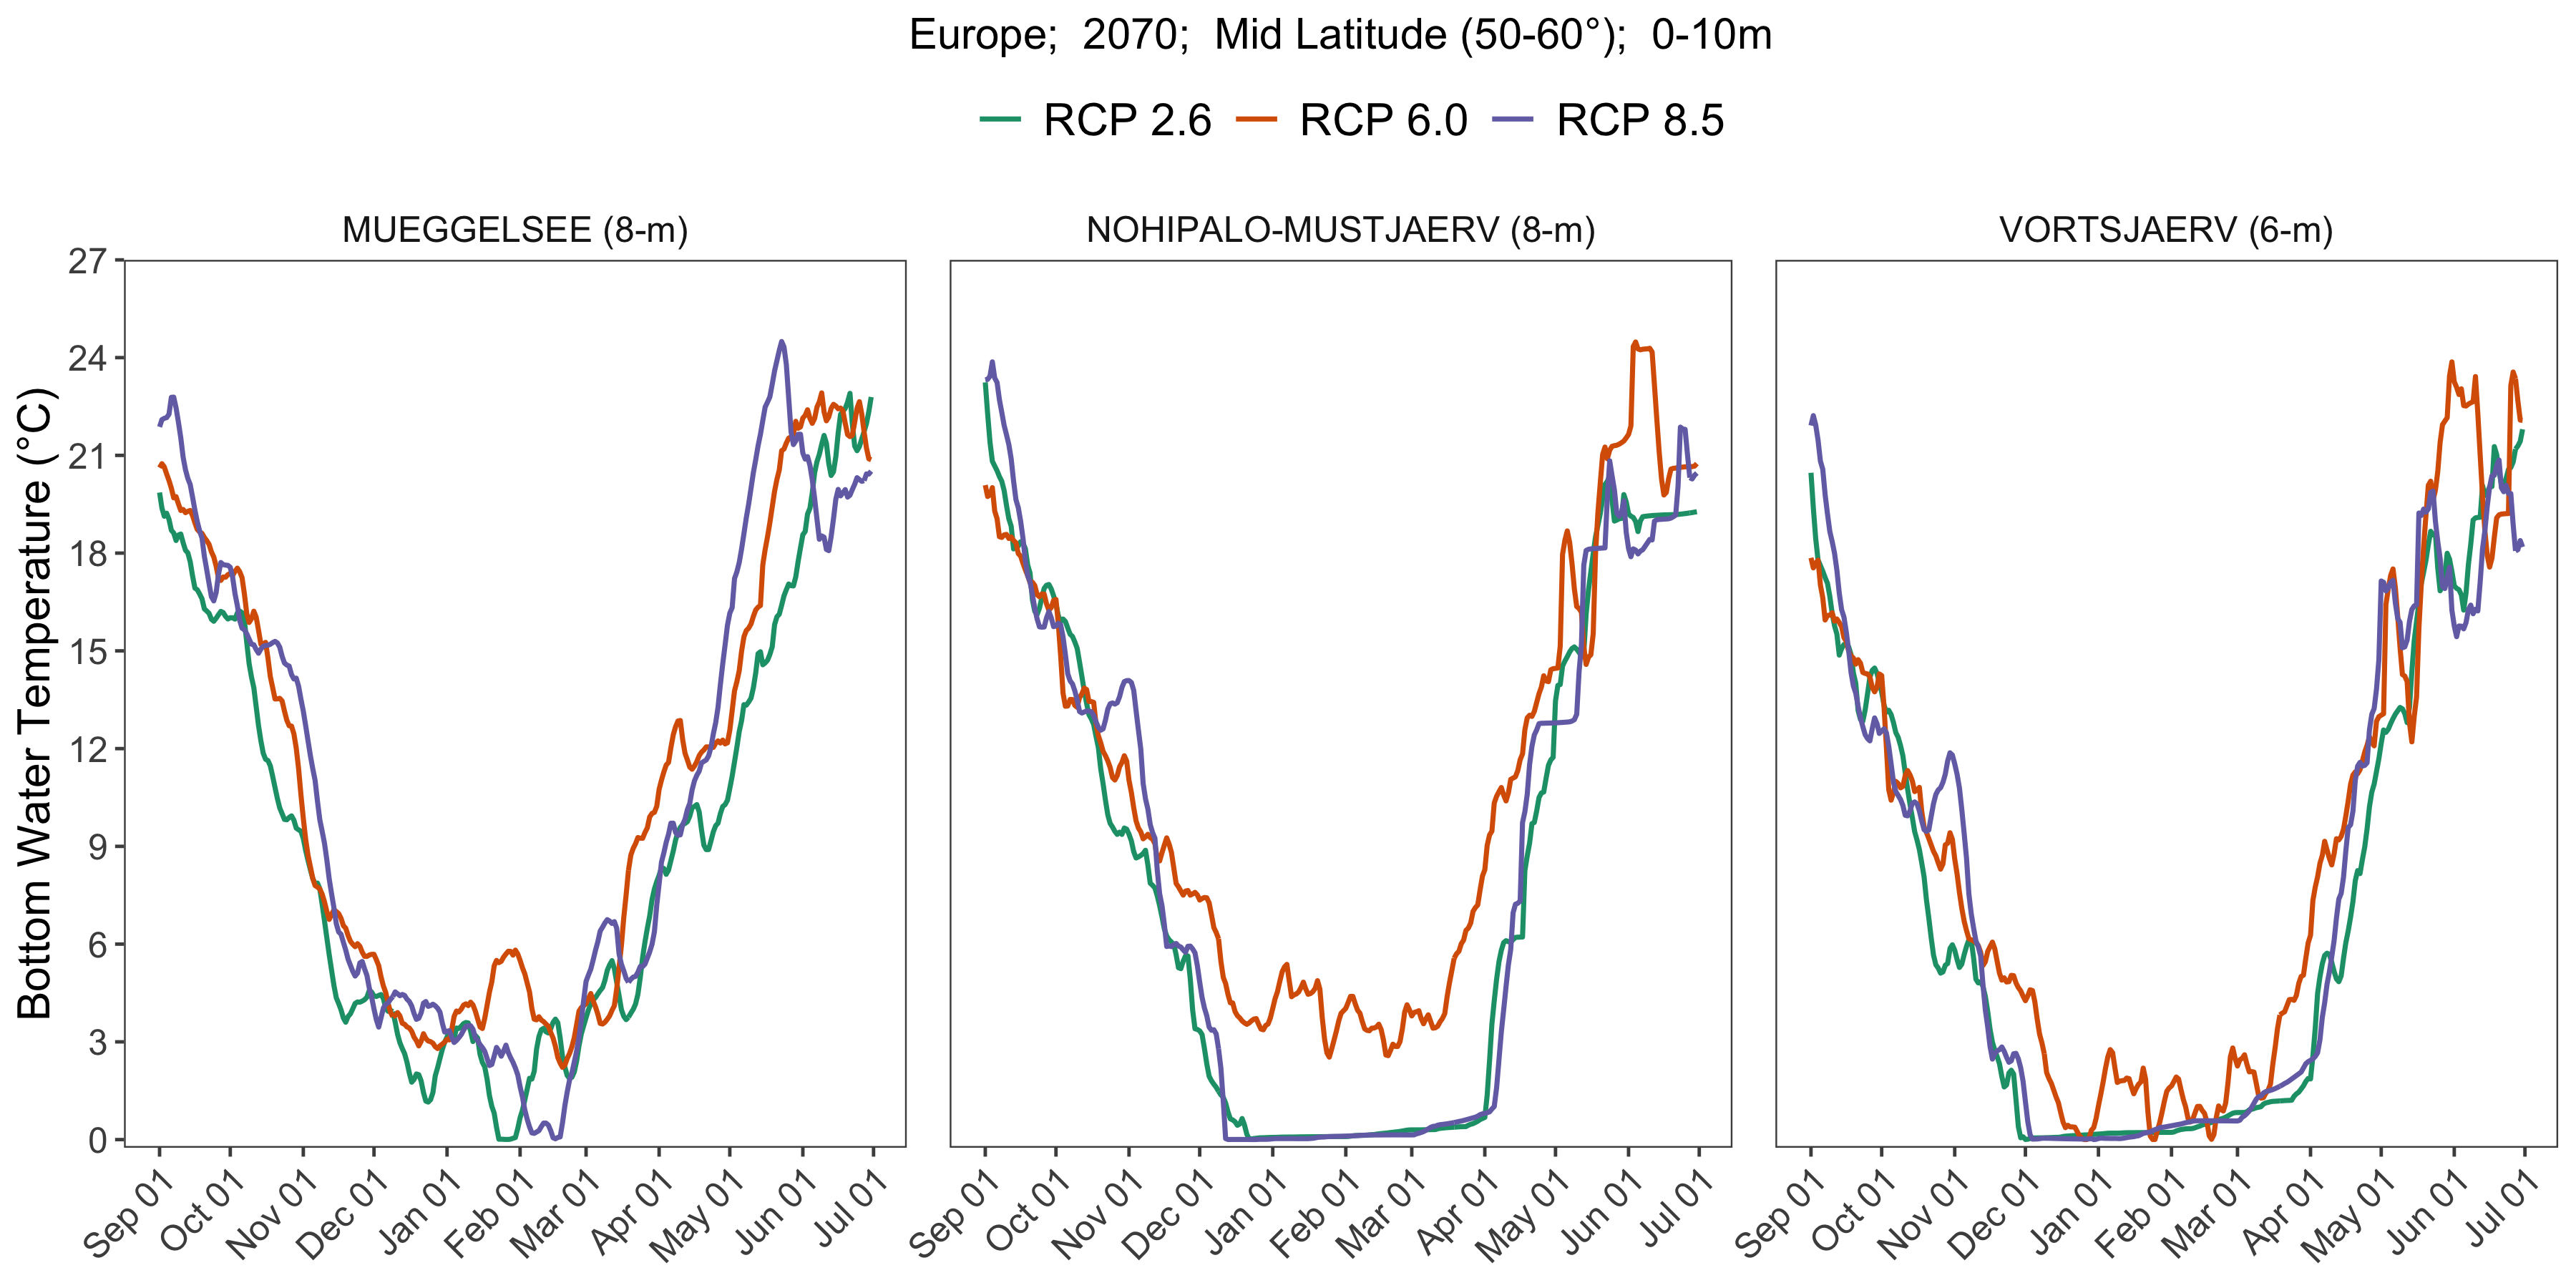 Europe;  2070;  Mid Latitude (50-60°);  0-10m
RCP 2.6 RCP 6.0 RCP 8.5
MUEGGELSEE (8-m) NOHIPALO-MUSTJAERV (8-m) VORTSJAERV (6-m)
Bottom Water Temperature (°C)
27
24
21
18
15
12
9
6
3
0
Sep 01 Oct 01 Nov 01 Dec 01 Jan 01 Feb 01 Mar 01 Apr 01 May 01 Jun 01 Jul 01 Sep 01 Oct 01 Nov 01 Dec 01 Jan 01 Feb 01 Mar 01 Apr 01 May 01 Jun 01 Jul 01 Sep 01 Oct 01 Nov 01 Dec 01 Jan 01 Feb 01 Mar 01 Apr 01 May 01 Jun 01 Jul 01